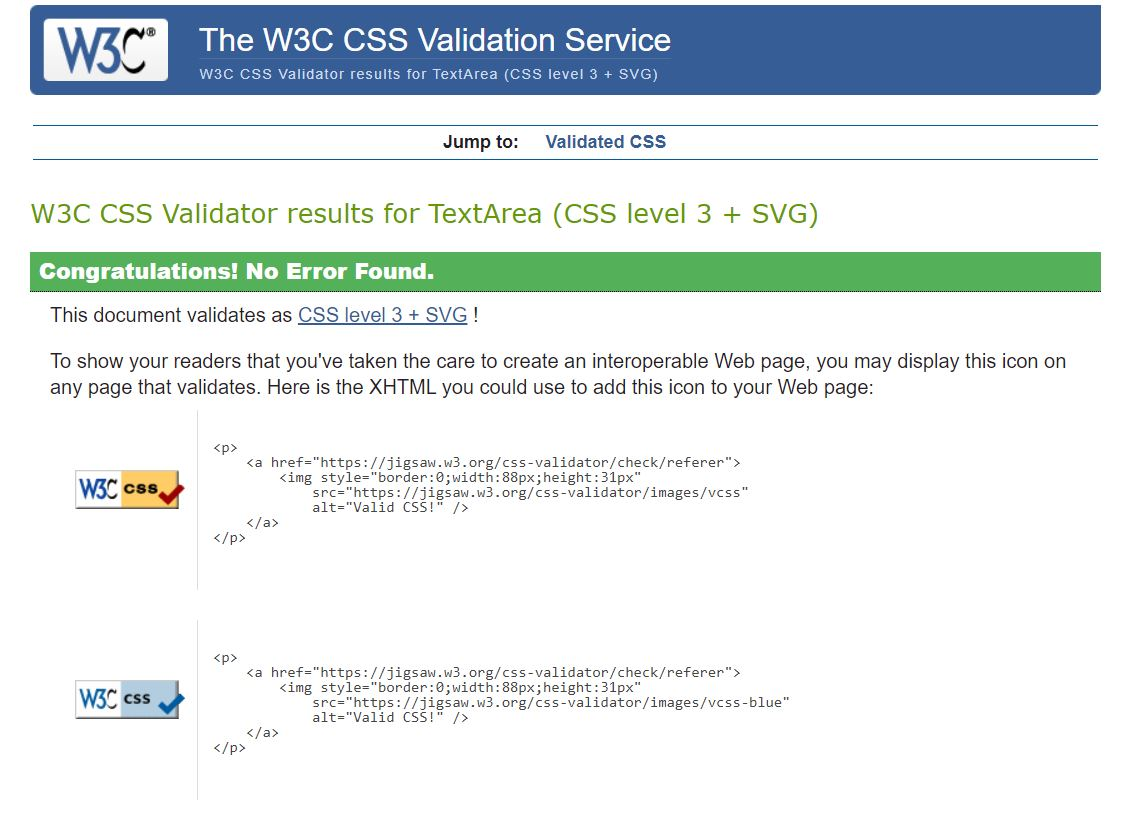 W3C®
The W3C CSS Validation Service
W3C CSS Validator results for TextArea (CSS level 3 + SVG)
Jump to: Validated CSS
W3C CSS Validator results for TextArea (CSS level 3 + SVG)
Congratulations! No Error Found.
This document validates as CSS level 3 + SVG !
To show your readers that you've taken the care to create an interoperable Web page, you may display this icon on
any page that validates. Here is the XHTML you could use to add this icon to your Web page:
W3C css
<p>
<a href="https://jigsaw.w3.org/css-validator/check/referer">
<img style="border:0;width:88px;height:31px"
src="https://jigsaw.w3.org/css-validator/images/vcss"
alt="Valid CSS!" />
</a>
</p>
W3C css
<p>
<a href="https://jigsaw.w3.org/css-validator/check/referer">
<img style="border:0;width:88px;height:31px"
src="https://jigsaw.w3.org/css-validator/images/vcss-blue"
alt="Valid CSS!" />
</a>
</p>